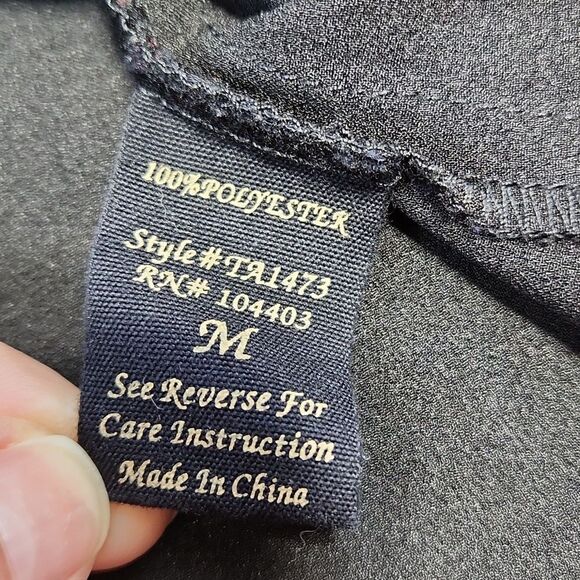 100%POLYESTER
Style#TA1473
RN# 104403
M
See Reverse For
Care Instruction
Made In China